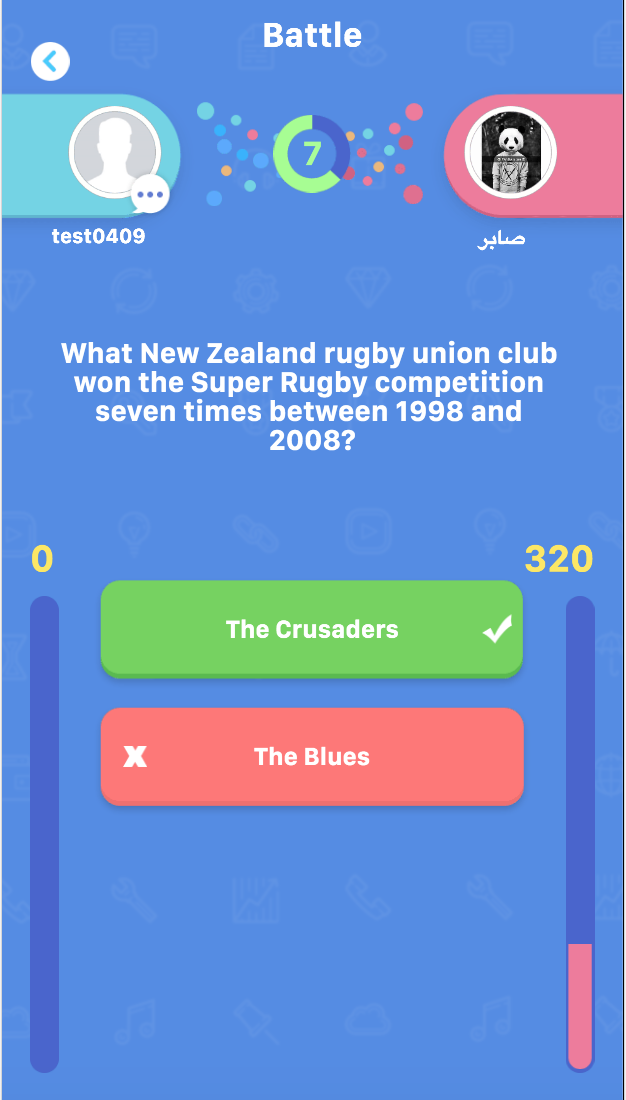 Battle
7
test0409
صابر
What New Zealand rugby union club
won the Super Rugby competition
seven times between 1998 and
2008?
0
320
The Crusaders
X
The Blues